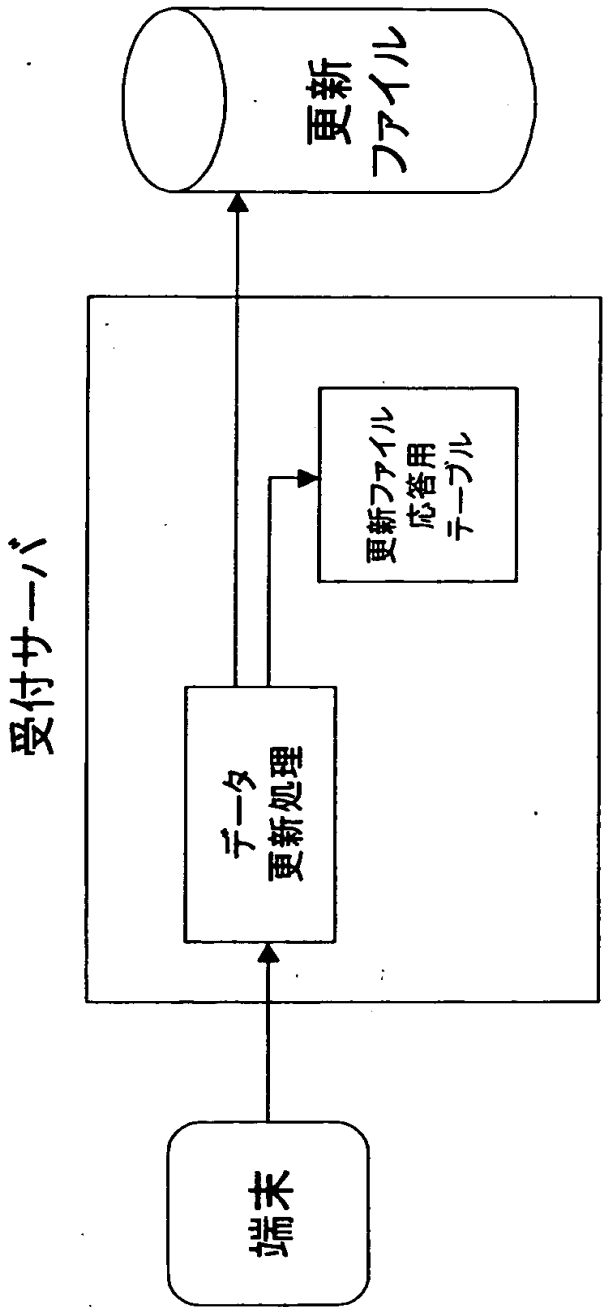 受付サーバ
端末
データ
更新処理
更新ファイル
応答用
テーブル
更新
ファイル